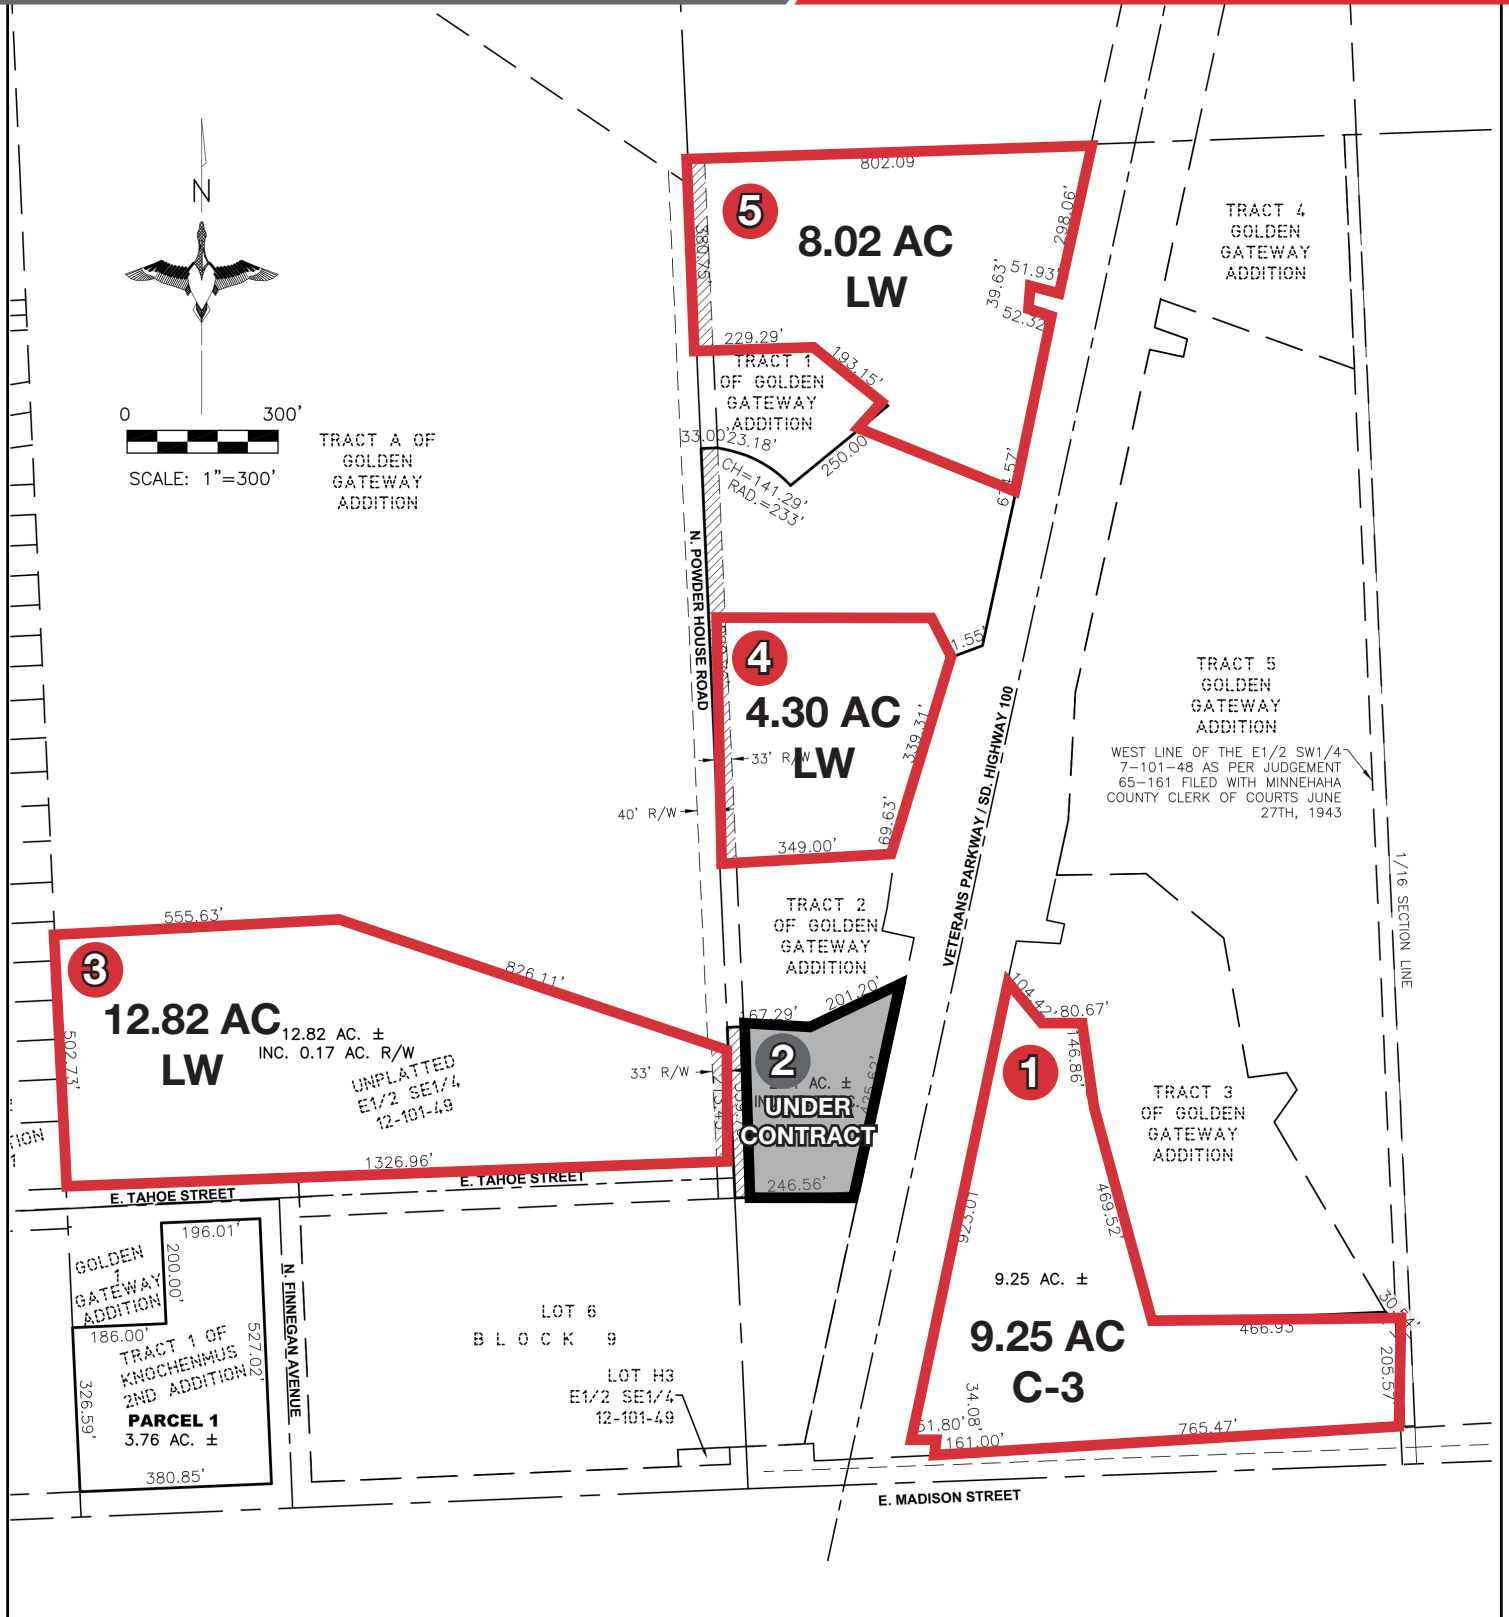 802.09'
5
8.02 AC
LW
380.75'
298.06'
51.93'
39.63'
52.32'
229.29'
193.15'
TRACT 4
GOLDEN
GATEWAY
ADDITION
N
0 300'
SCALE: 1"=300'
TRACT A OF
GOLDEN
GATEWAY
ADDITION
TRACT 1
OF GOLDEN
GATEWAY
ADDITION
33.00'
23.18'
250.00'
CH=141.29'
RAD.=233'
N. POWDER HOUSE ROAD
1.55'
4
4.30 AC
LW
339.31'
69.63'
33' R/W
40' R/W
349.00'
VETERANS PARKWAY / SD. HIGHWAY 100
TRACT 5
GOLDEN
GATEWAY
ADDITION
WEST LINE OF THE E1/2 SW1/4
7-101-48 AS PER JUDGEMENT
65-161 FILED WITH MINNEHAHA
COUNTY CLERK OF COURTS JUNE
27TH, 1943
1/16 SECTION LINE
TRACT 2
OF GOLDEN
GATEWAY
ADDITION
555.63'
826.11'
3
12.82 AC
LW
12.82 AC. ±
INC. 0.17 AC. R/W
502.73'
UNPLATTED
E1/2 SE1/4
12-101-49
33' R/W
1326.96'
67.29'
201.20'
2
AC. ±
UNDER
CONTRACT
246.56'
104.42'
80.67'
146.86'
1
TRACT 3
OF GOLDEN
GATEWAY
ADDITION
923.01'
469.52'
9.25 AC. ±
9.25 AC
C-3
466.93'
205.57'
34.08'
51.80'
161.00'
765.47'
TION
E. TAHOE STREET
E. TAHOE STREET
196.01'
200.00'
GOLDEN
1
GATEWAY
ADDITION
186.00'
TRACT 1 OF
KNOCHENMUS
2ND ADDITION
527.02'
326.59'
PARCEL 1
3.76 AC. ±
380.85'
N. FINNEGAN AVENUE
LOT 6
BLOCK 9
LOT H3
E1/2 SE1/4
12-101-49
E. MADISON STREET